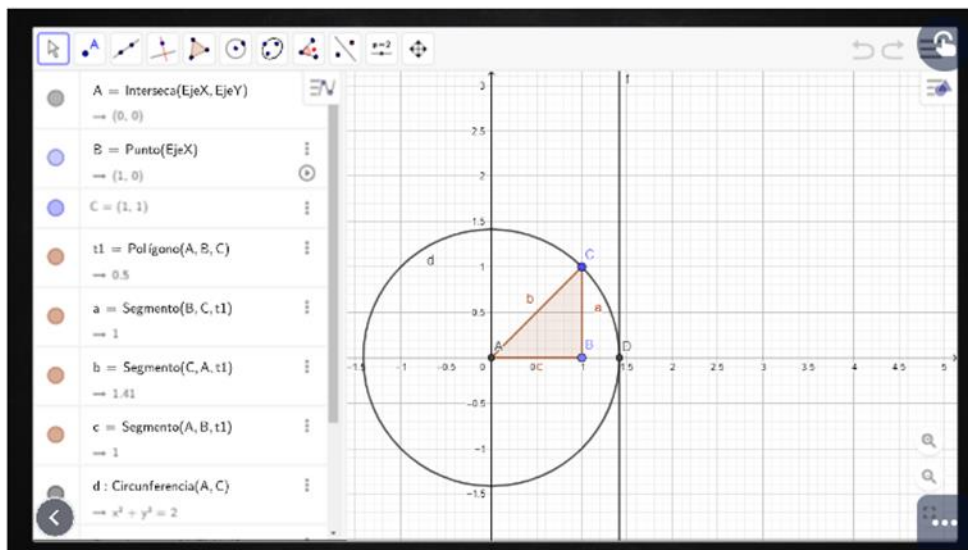 A
a=2
A = Interseca(EjeX, EjeY)
→ (0, 0)
B = Punto(EjeX)
→ (1, 0)
C = (1, 1)
t1 = Polígono(A, B, C)
→ 0.5
a = Segmento(B, C, t1)
→ 1
b = Segmento(C, A, t1)
→ 1.41
c = Segmento(A, B, t1)
→ 1
d : Circunferencia(A, C)
→ x² + y² = 2
f
3
2.5
2
1.5
d
C
1
b
0.5
a
A
B
D
-1.5 -1 -0.5 0 c 1 1.5 2 2.5 3 3.5 4 4.5 5
-0.5
-1
-1.5